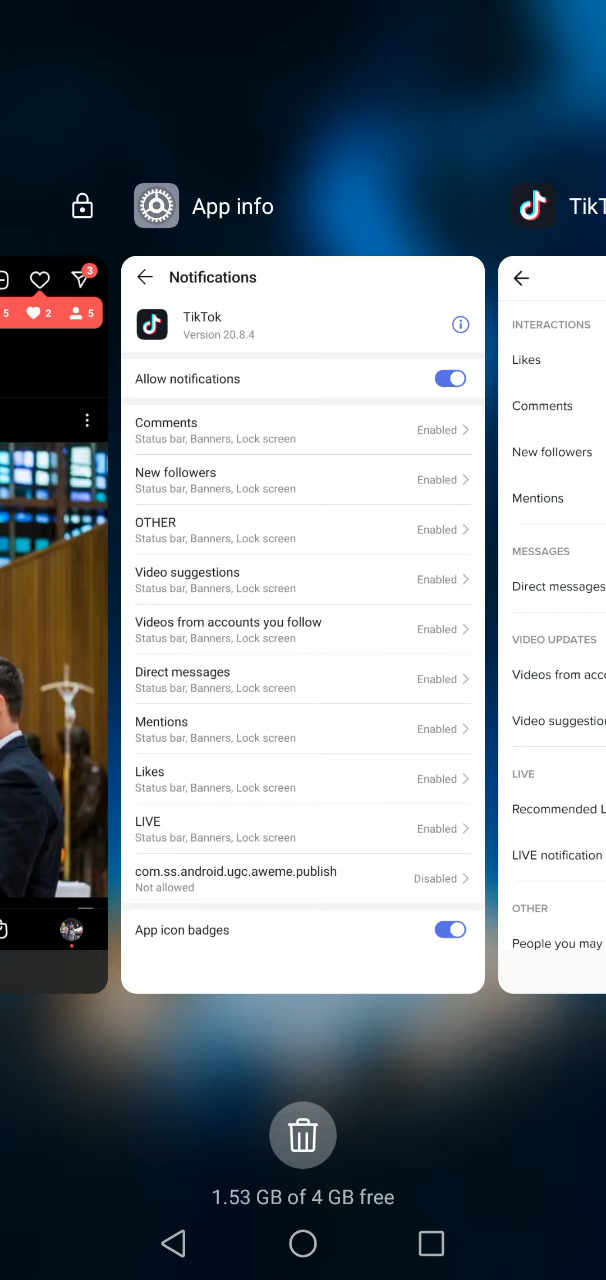 App info
TikT
3
5
2
5
Notifications
TikTok
Version 20.8.4
Allow notifications
Comments
Status bar, Banners, Lock screen
Enabled
New followers
Status bar, Banners, Lock screen
Enabled
OTHER
Status bar, Banners, Lock screen
Enabled
Video suggestions
Status bar, Banners, Lock screen
Enabled
Videos from accounts you follow
Status bar, Banners, Lock screen
Enabled
Direct messages
Status bar, Banners, Lock screen
Enabled
Mentions
Status bar, Banners, Lock screen
Enabled
Likes
Status bar, Banners, Lock screen
Enabled
LIVE
Status bar, Banners, Lock screen
Enabled
com.ss.android.ugc.aweme.publish
Not allowed
Disabled
App icon badges
INTERACTIONS
Likes
Comments
New followers
Mentions
MESSAGES
Direct messages
VIDEO UPDATES
Videos from acco
Video suggestion
LIVE
Recommended L
LIVE notification
OTHER
People you may
1.53 GB of 4 GB free